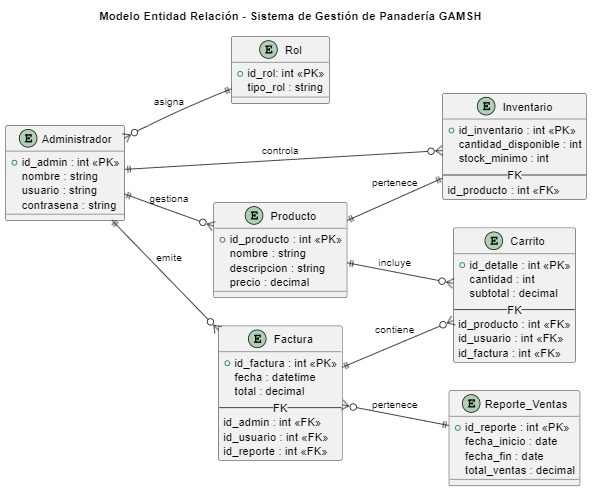 Modelo Entidad Relación - Sistema de Gestión de Panadería GAMSH
E Rol
id_rol: int «PK»
tipo_rol : string
asigna
E Administrador
id_admin : int «PK»
nombre : string
usuario : string
contrasena : string
controla
E Inventario
id_inventario : int «PK»
cantidad_disponible : int
stock_minimo : int
FK
id_producto : int «FK»
gestiona
pertenece
E Producto
id_producto : int «PK»
nombre : string
descripcion : string
precio : decimal
incluye
E Carrito
id_detalle : int «PK»
cantidad : int
subtotal : decimal
FK
id_producto : int «FK»
id_usuario : int «FK»
id_factura : int «FK»
emite
contiene
E Factura
id_factura : int «PK»
fecha : datetime
total : decimal
FK
id_admin : int «FK»
id_usuario : int «FK»
id_reporte : int «FK»
pertenece
E Reporte_Ventas
id_reporte : int «PK»
fecha_inicio : date
fecha_fin : date
total_ventas : decimal